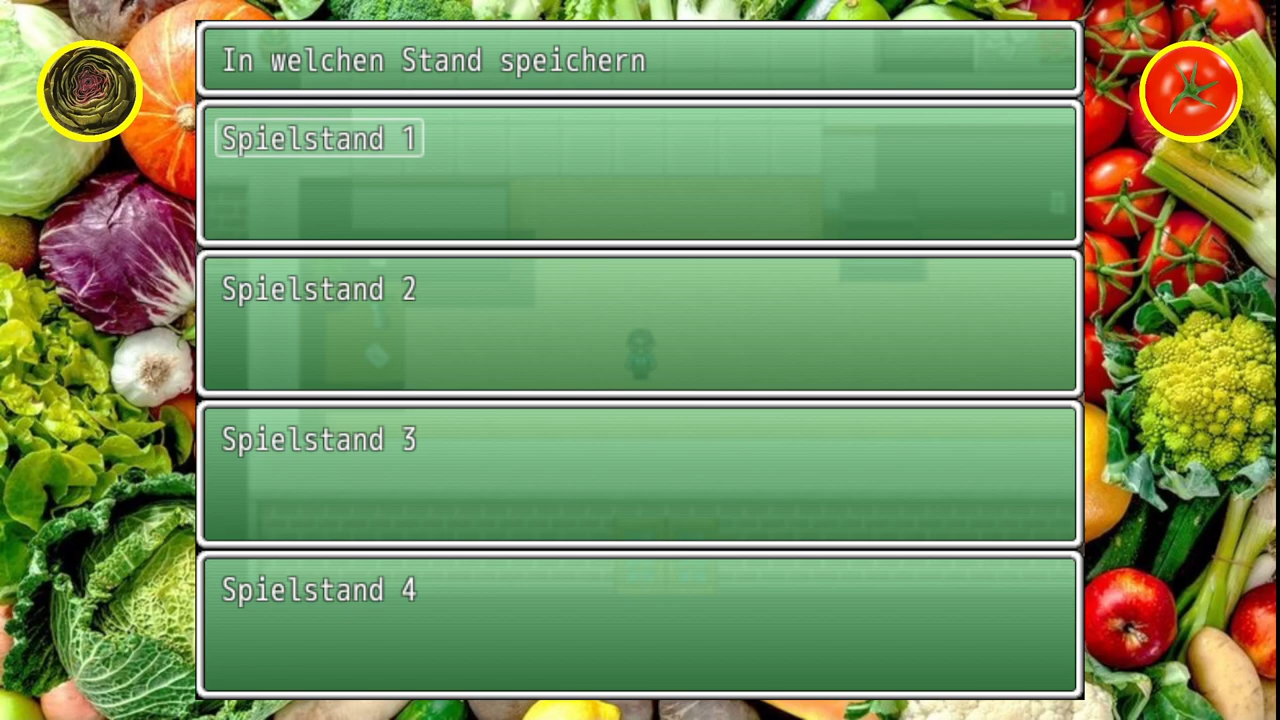 In welchen Stand speichern
Spielstand 1
Spielstand 2
Spielstand 3
Spielstand 4